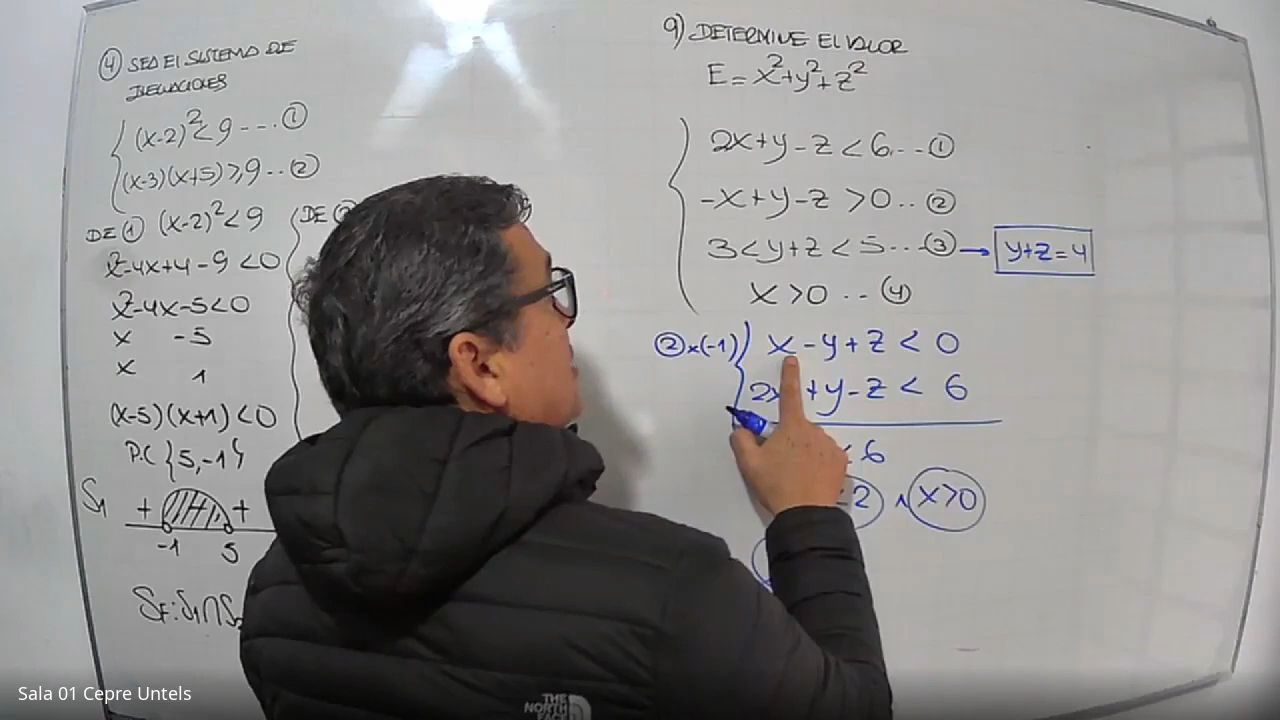 ④ SEA El SISTEMA DE
INECUACIONES
(x-2)²<9 --- ①
(x-3)(x+5)⩾9 -- ②
DE ① (x-2)²<9
x²-4x+4-9<0
x²-4x-5<0
x -5
x 1
(x-5)(x+1)<0
P.C {5,-1}
S₁ + - +
-1 5
SF: S₁∩S₂
DE
9) DETERMINE El VALOR
E=x²+y²+z²
2x+y-z<6.--①
-x+y-z>0..②
3<y+z<5...③→ y+z=4
x>0 .. ④
②x(-1) x-y+z<0
2x+y-z<6
<6
2 ∧ x>0
THE
NORTH
FACE
Sala 01 Cepre Untels